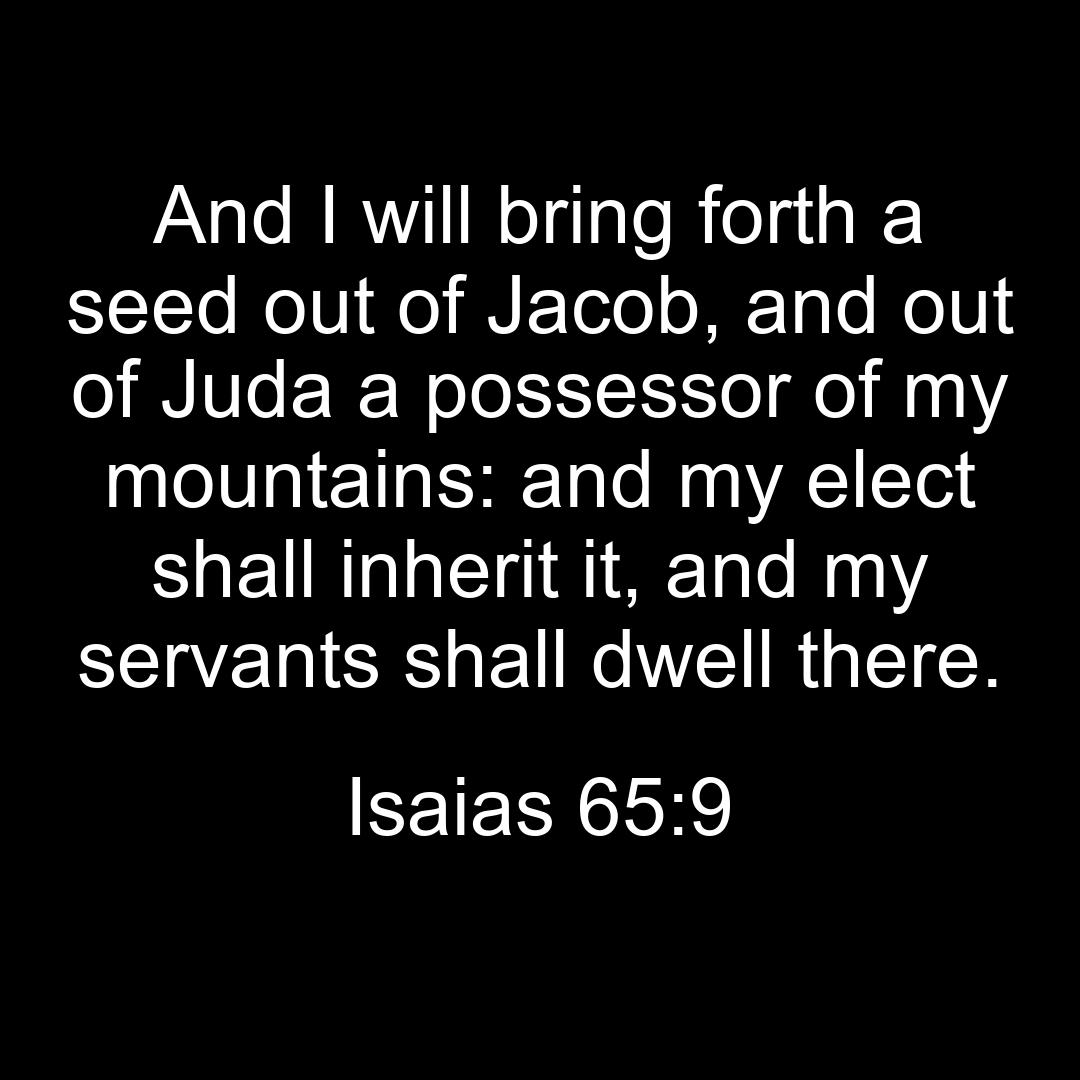 And I will bring forth a
seed out of Jacob, and out
of Juda a possessor of my
mountains: and my elect
shall inherit it, and my
servants shall dwell there.
Isaias 65:9